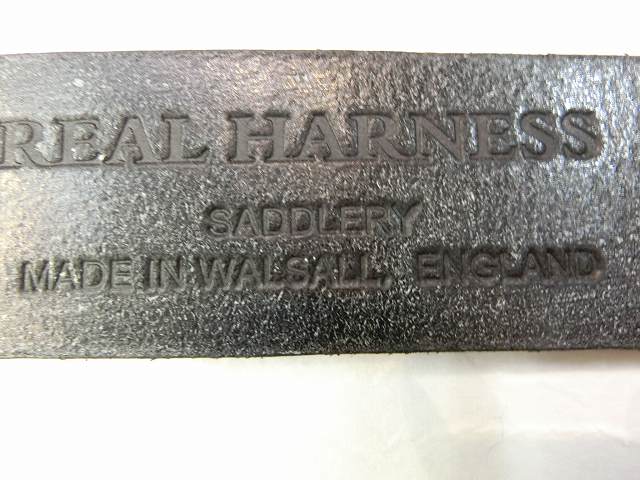 REAL HARNESS
SADDLERY
MADE IN WALSALL, ENGLAND